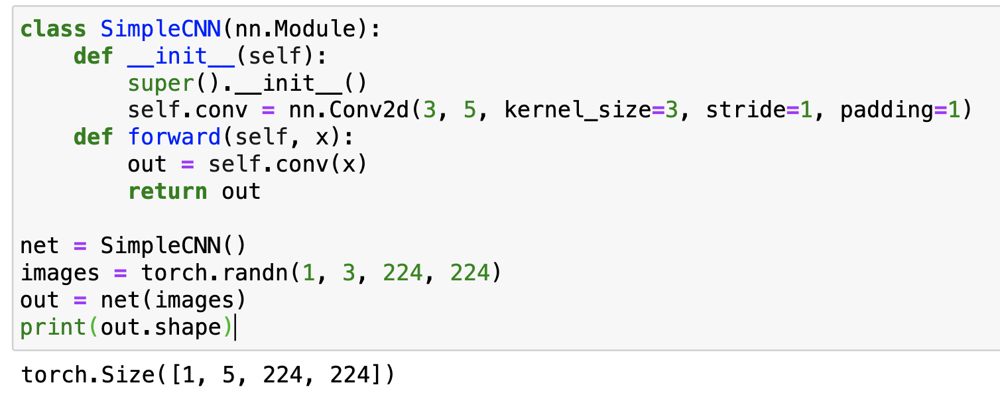 class SimpleCNN(nn.Module):
    def __init__(self):
        super().__init__()
        self.conv = nn.Conv2d(3, 5, kernel_size=3, stride=1, padding=1)
    def forward(self, x):
        out = self.conv(x)
        return out

net = SimpleCNN()
images = torch.randn(1, 3, 224, 224)
out = net(images)
print(out.shape)
torch.Size([1, 5, 224, 224])